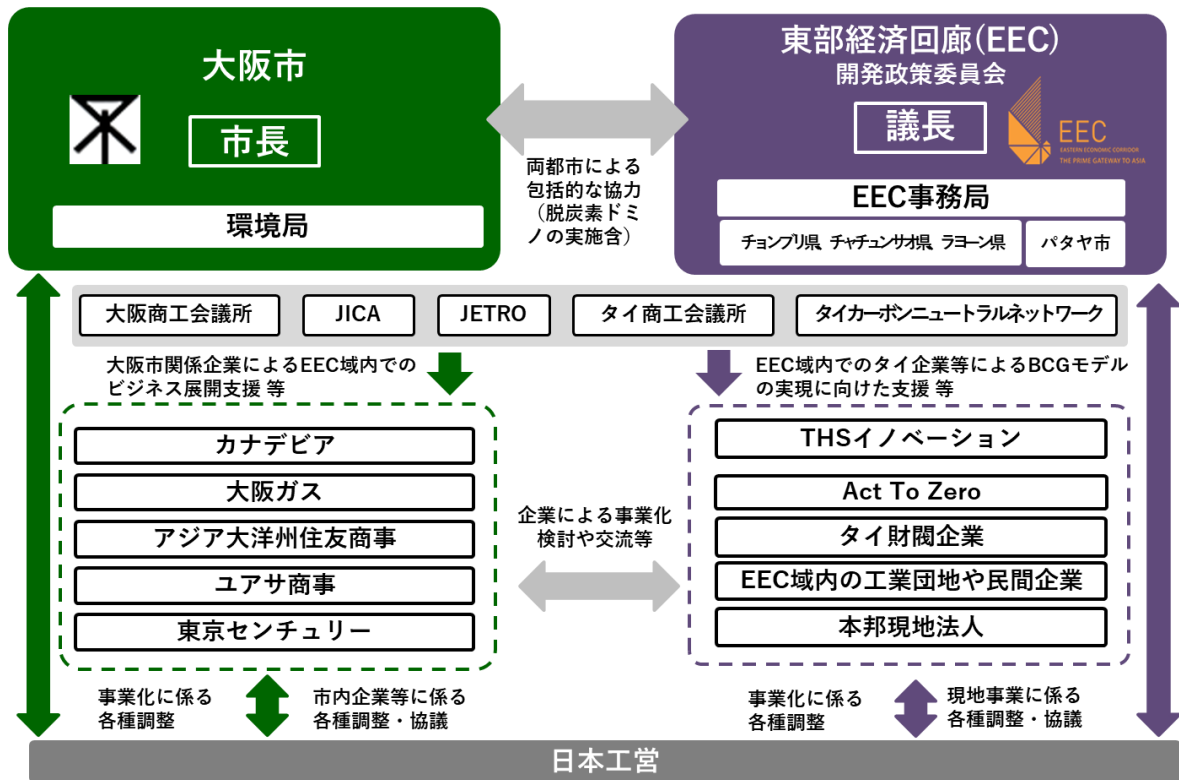 大阪市
市長
環境局
両都市による
包括的な協力
（脱炭素ドミ
ノの実施含）
東部経済回廊(EEC)
開発政策委員会
議長
EEC
EASTERN ECONOMIC CORRIDOR
THE PRIME GATEWAY TO ASIA
EEC事務局
チョンブリ県、チャチュンサオ県、ラヨーン県
パタヤ市
大阪商工会議所
JICA
JETRO
タイ商工会議所
タイカーボンニュートラルネットワーク
大阪市関係企業によるEEC域内での
ビジネス展開支援 等
EEC域内でのタイ企業等によるBCGモデル
の実現に向けた支援 等
カナデビア
大阪ガス
アジア大洋州住友商事
ユアサ商事
東京センチュリー
企業による事業化
検討や交流等
THSイノベーション
Act To Zero
タイ財閥企業
EEC域内の工業団地や民間企業
本邦現地法人
事業化に係る
各種調整
市内企業等に係る
各種調整・協議
事業化に係る
各種調整
現地事業に係る
各種調整・協議
日本工営